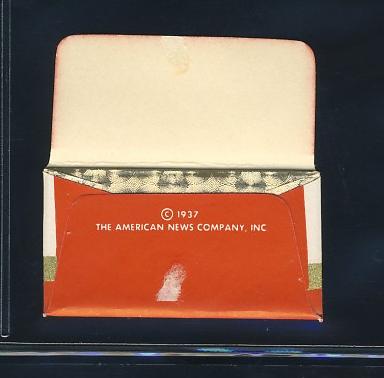 © 1937
THE AMERICAN NEWS COMPANY, INC